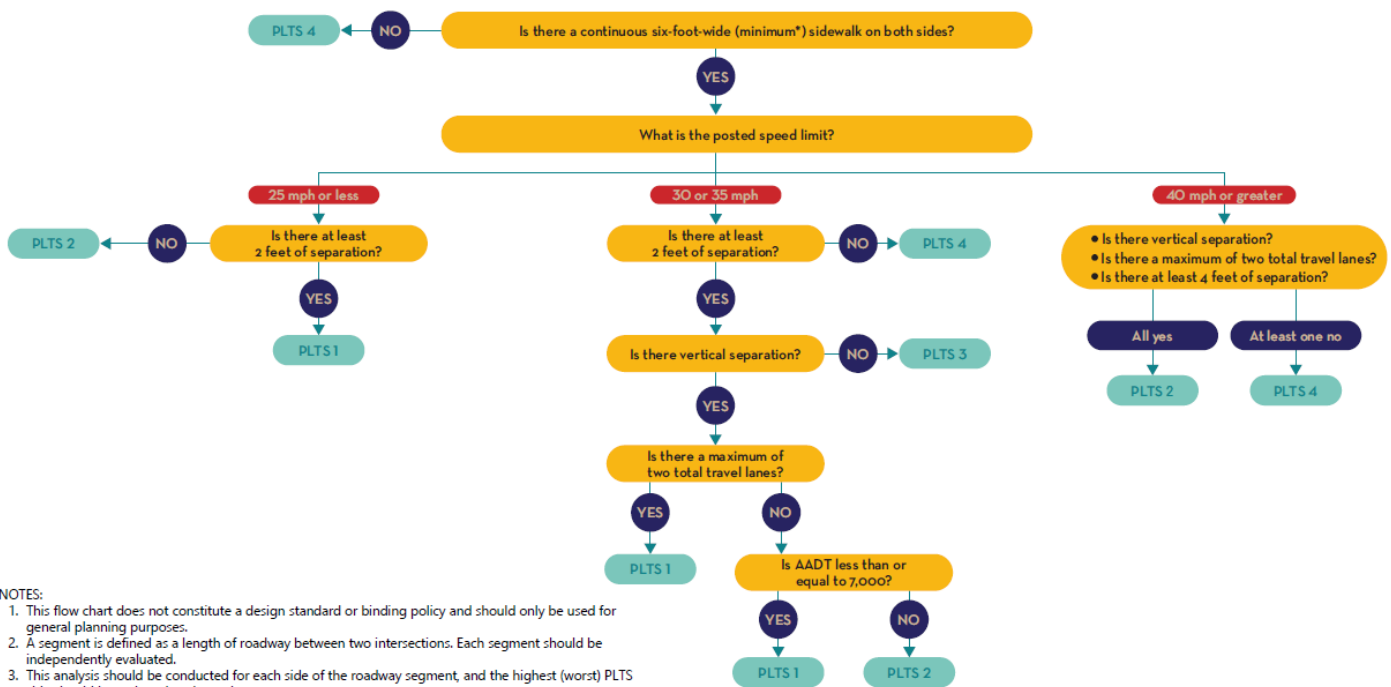 PLTS 4
NO
Is there a continuous six-foot-wide (minimum*) sidewalk on both sides?
YES
What is the posted speed limit?
25 mph or less
30 or 35 mph
40 mph or greater
PLTS 2
NO
Is there at least
2 feet of separation?
YES
PLTS 1
Is there at least
2 feet of separation?
NO
PLTS 4
YES
Is there vertical separation?
NO
PLTS 3
YES
Is there a maximum of
two total travel lanes?
YES
NO
PLTS 1
Is AADT less than or
equal to 7,000?
YES
NO
PLTS 1
PLTS 2
• Is there vertical separation?
• Is there a maximum of two total travel lanes?
• Is there at least 4 feet of separation?
All yes
At least one no
PLTS 2
PLTS 4
NOTES:
1. This flow chart does not constitute a design standard or binding policy and should only be used for
general planning purposes.
2. A segment is defined as a length of roadway between two intersections. Each segment should be
independently evaluated.
3. This analysis should be conducted for each side of the roadway segment, and the highest (worst) PLTS